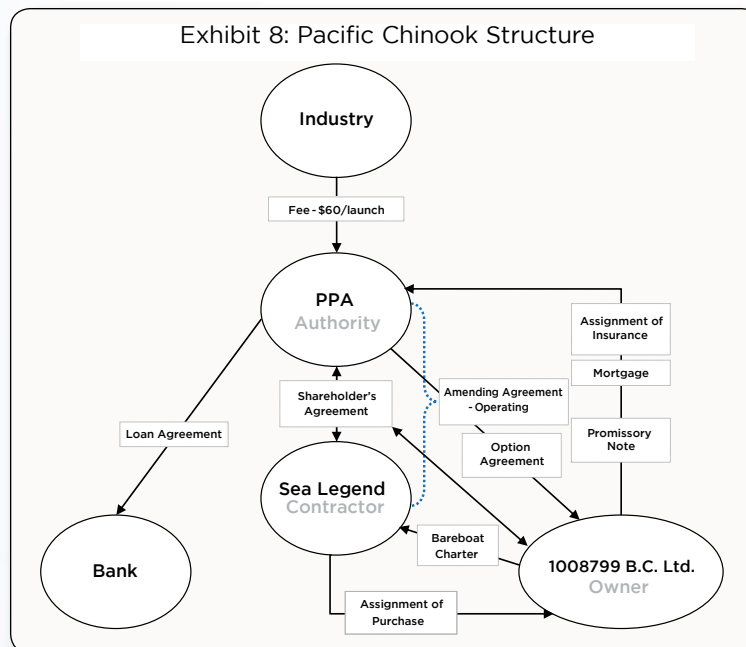 Exhibit 8: Pacific Chinook Structure
Industry
Fee - $60/launch
PPA
Authority
Assignment of
Insurance
Mortgage
Promissory
Note
Shareholder's
Agreement
Amending Agreement
- Operating
Option
Agreement
Loan Agreement
Sea Legend
Contractor
Bareboat
Charter
Bank
1008799 B.C. Ltd.
Owner
Assignment of
Purchase